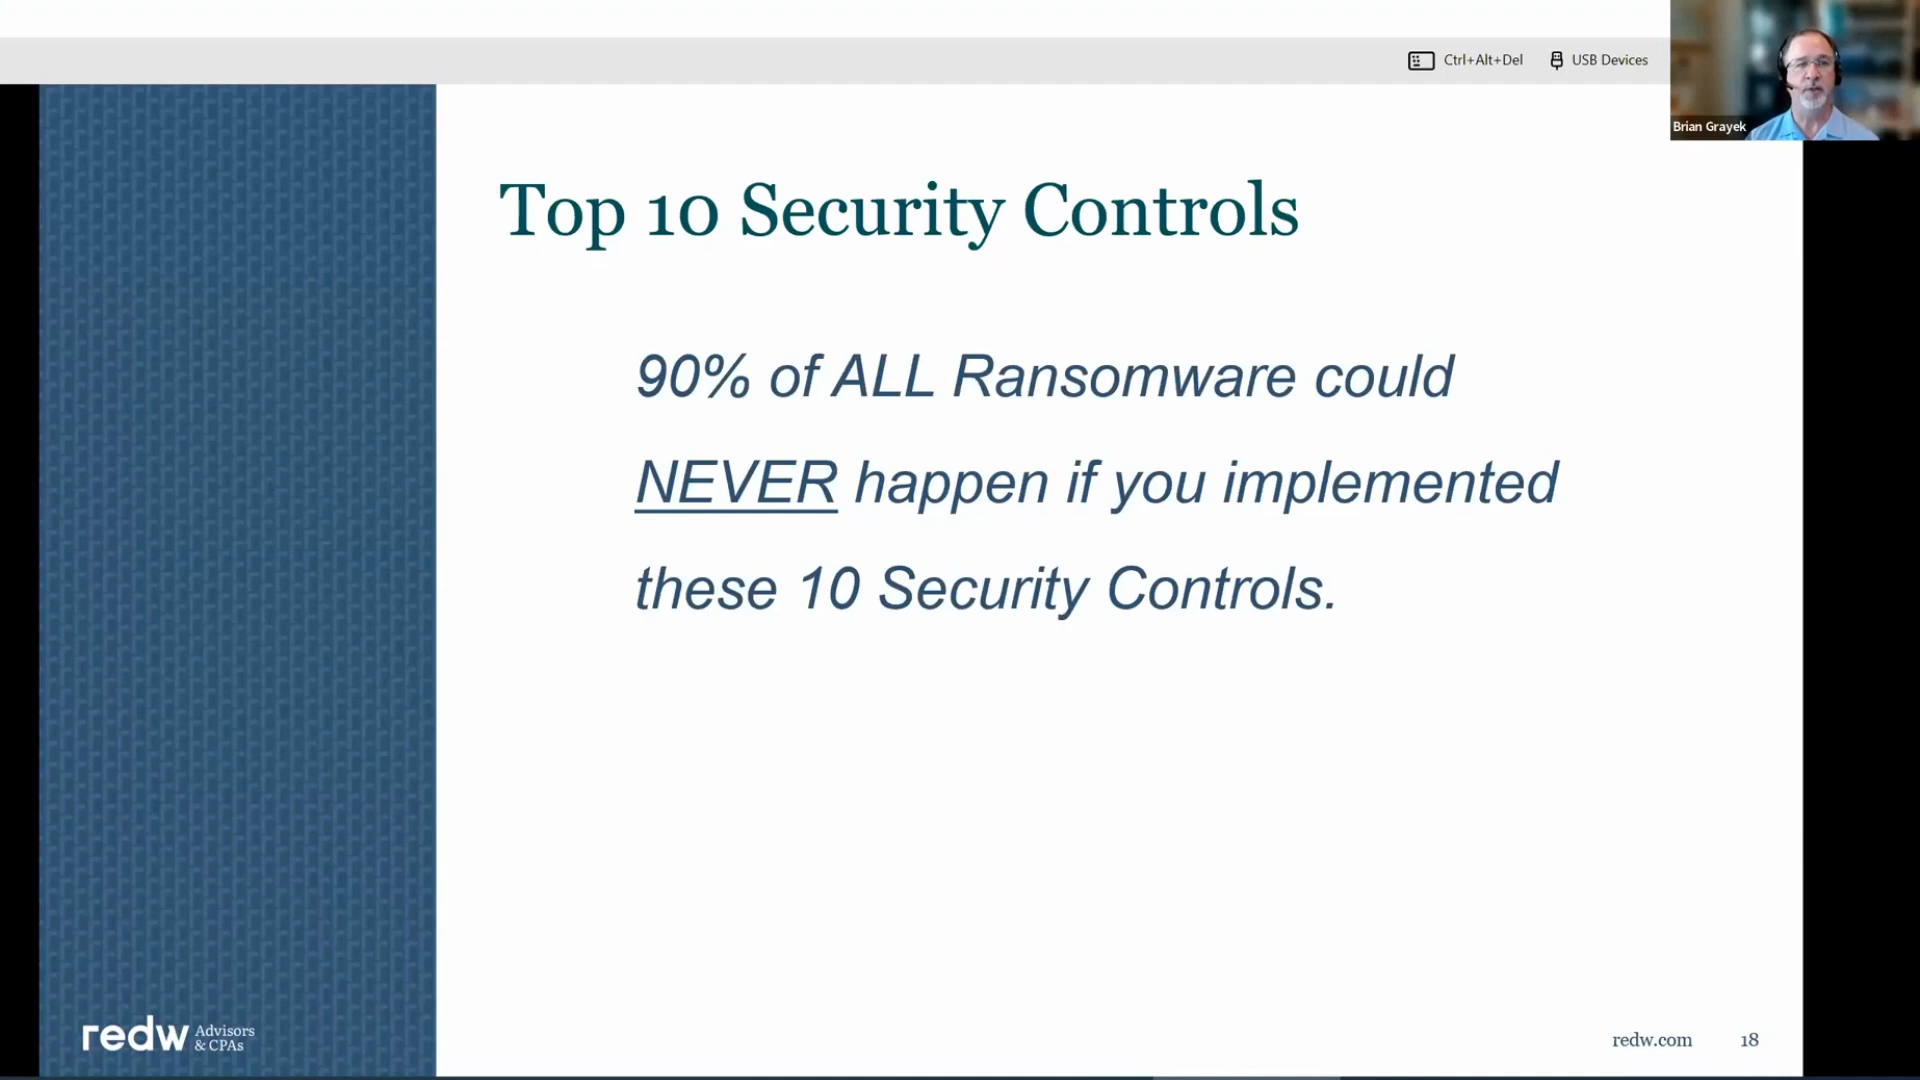 Ctrl+Alt+Del USB Devices
Brian Grayek
Top 10 Security Controls
90% of ALL Ransomware could
NEVER happen if you implemented
these 10 Security Controls.
redw Advisors
& CPAs
redw.com 18